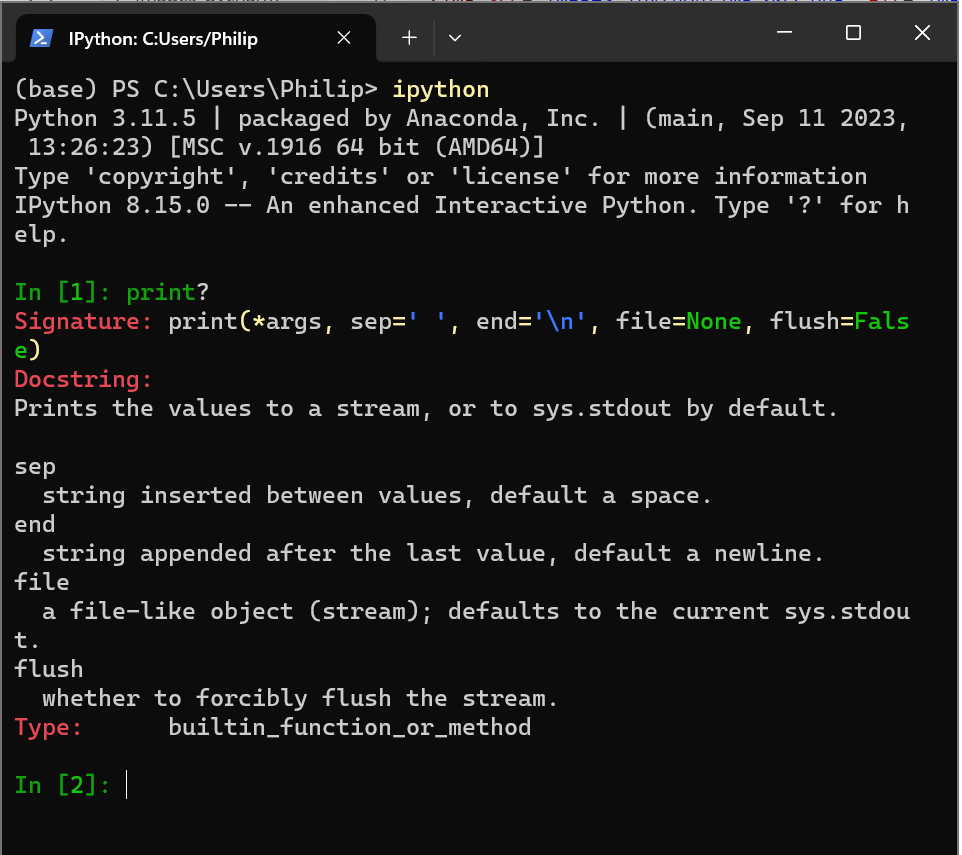 IPython: C:Users/Philip
(base) PS C:\Users\Philip> ipython
Python 3.11.5 | packaged by Anaconda, Inc. | (main, Sep 11 2023,
 13:26:23) [MSC v.1916 64 bit (AMD64)]
Type 'copyright', 'credits' or 'license' for more information
IPython 8.15.0 -- An enhanced Interactive Python. Type '?' for h
elp.
In [1]: print?
Signature: print(*args, sep=' ', end='\n', file=None, flush=Fals
e)
Docstring:
Prints the values to a stream, or to sys.stdout by default.
sep
  string inserted between values, default a space.
end
  string appended after the last value, default a newline.
file
  a file-like object (stream); defaults to the current sys.stdou
t.
flush
  whether to forcibly flush the stream.
Type:      builtin_function_or_method
In [2]: